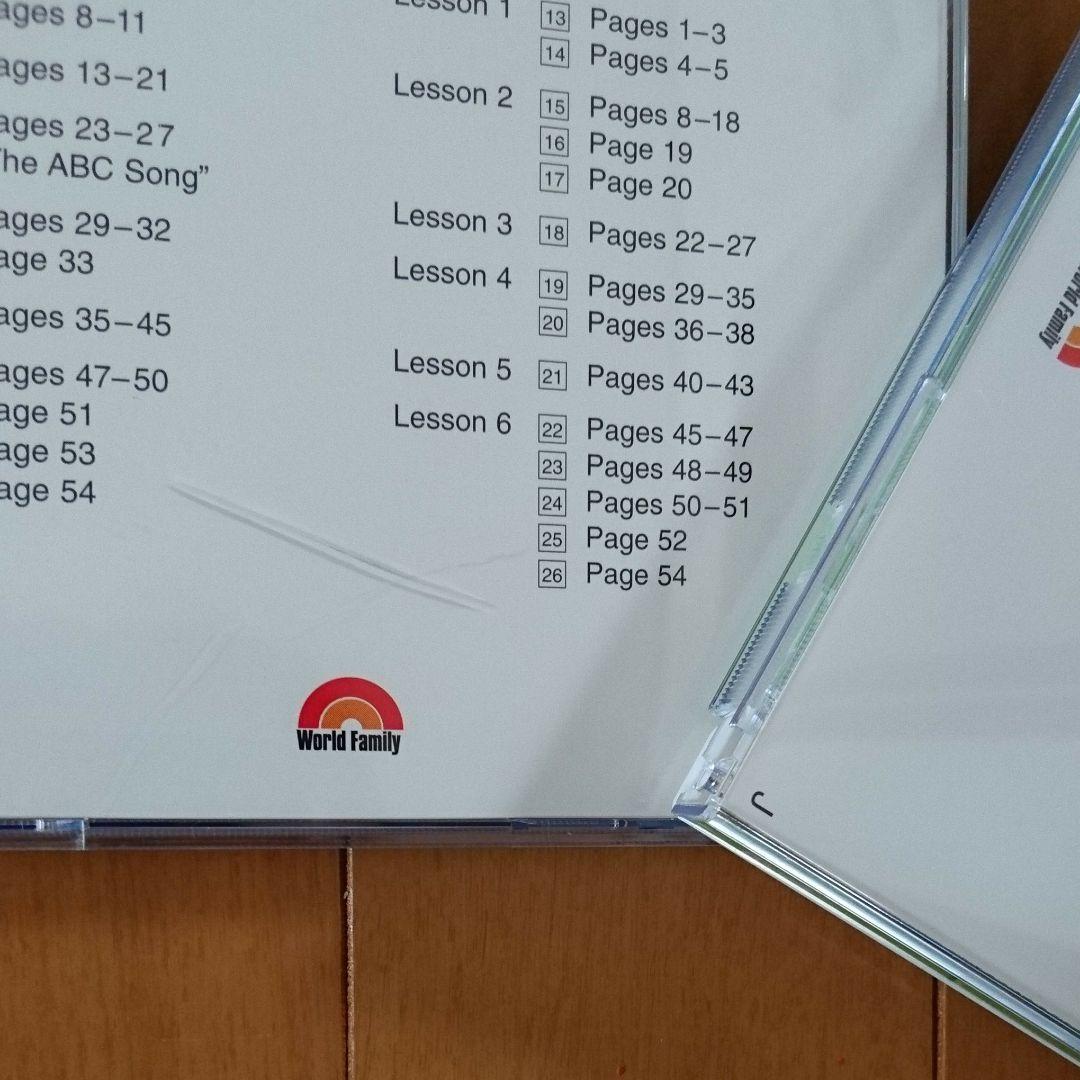 ages 8–11
ages 13–21
ages 23–27
he ABC Song”
ages 29–32
age 33
ages 35–45
ages 47–50
age 51
age 53
age 54
Lesson 1 13 Pages 1–3
14 Pages 4–5
Lesson 2 15 Pages 8–18
16 Page 19
17 Page 20
Lesson 3 18 Pages 22–27
Lesson 4 19 Pages 29–35
20 Pages 36–38
Lesson 5 21 Pages 40–43
Lesson 6 22 Pages 45–47
23 Pages 48–49
24 Pages 50–51
25 Page 52
26 Page 54
World Family
Family